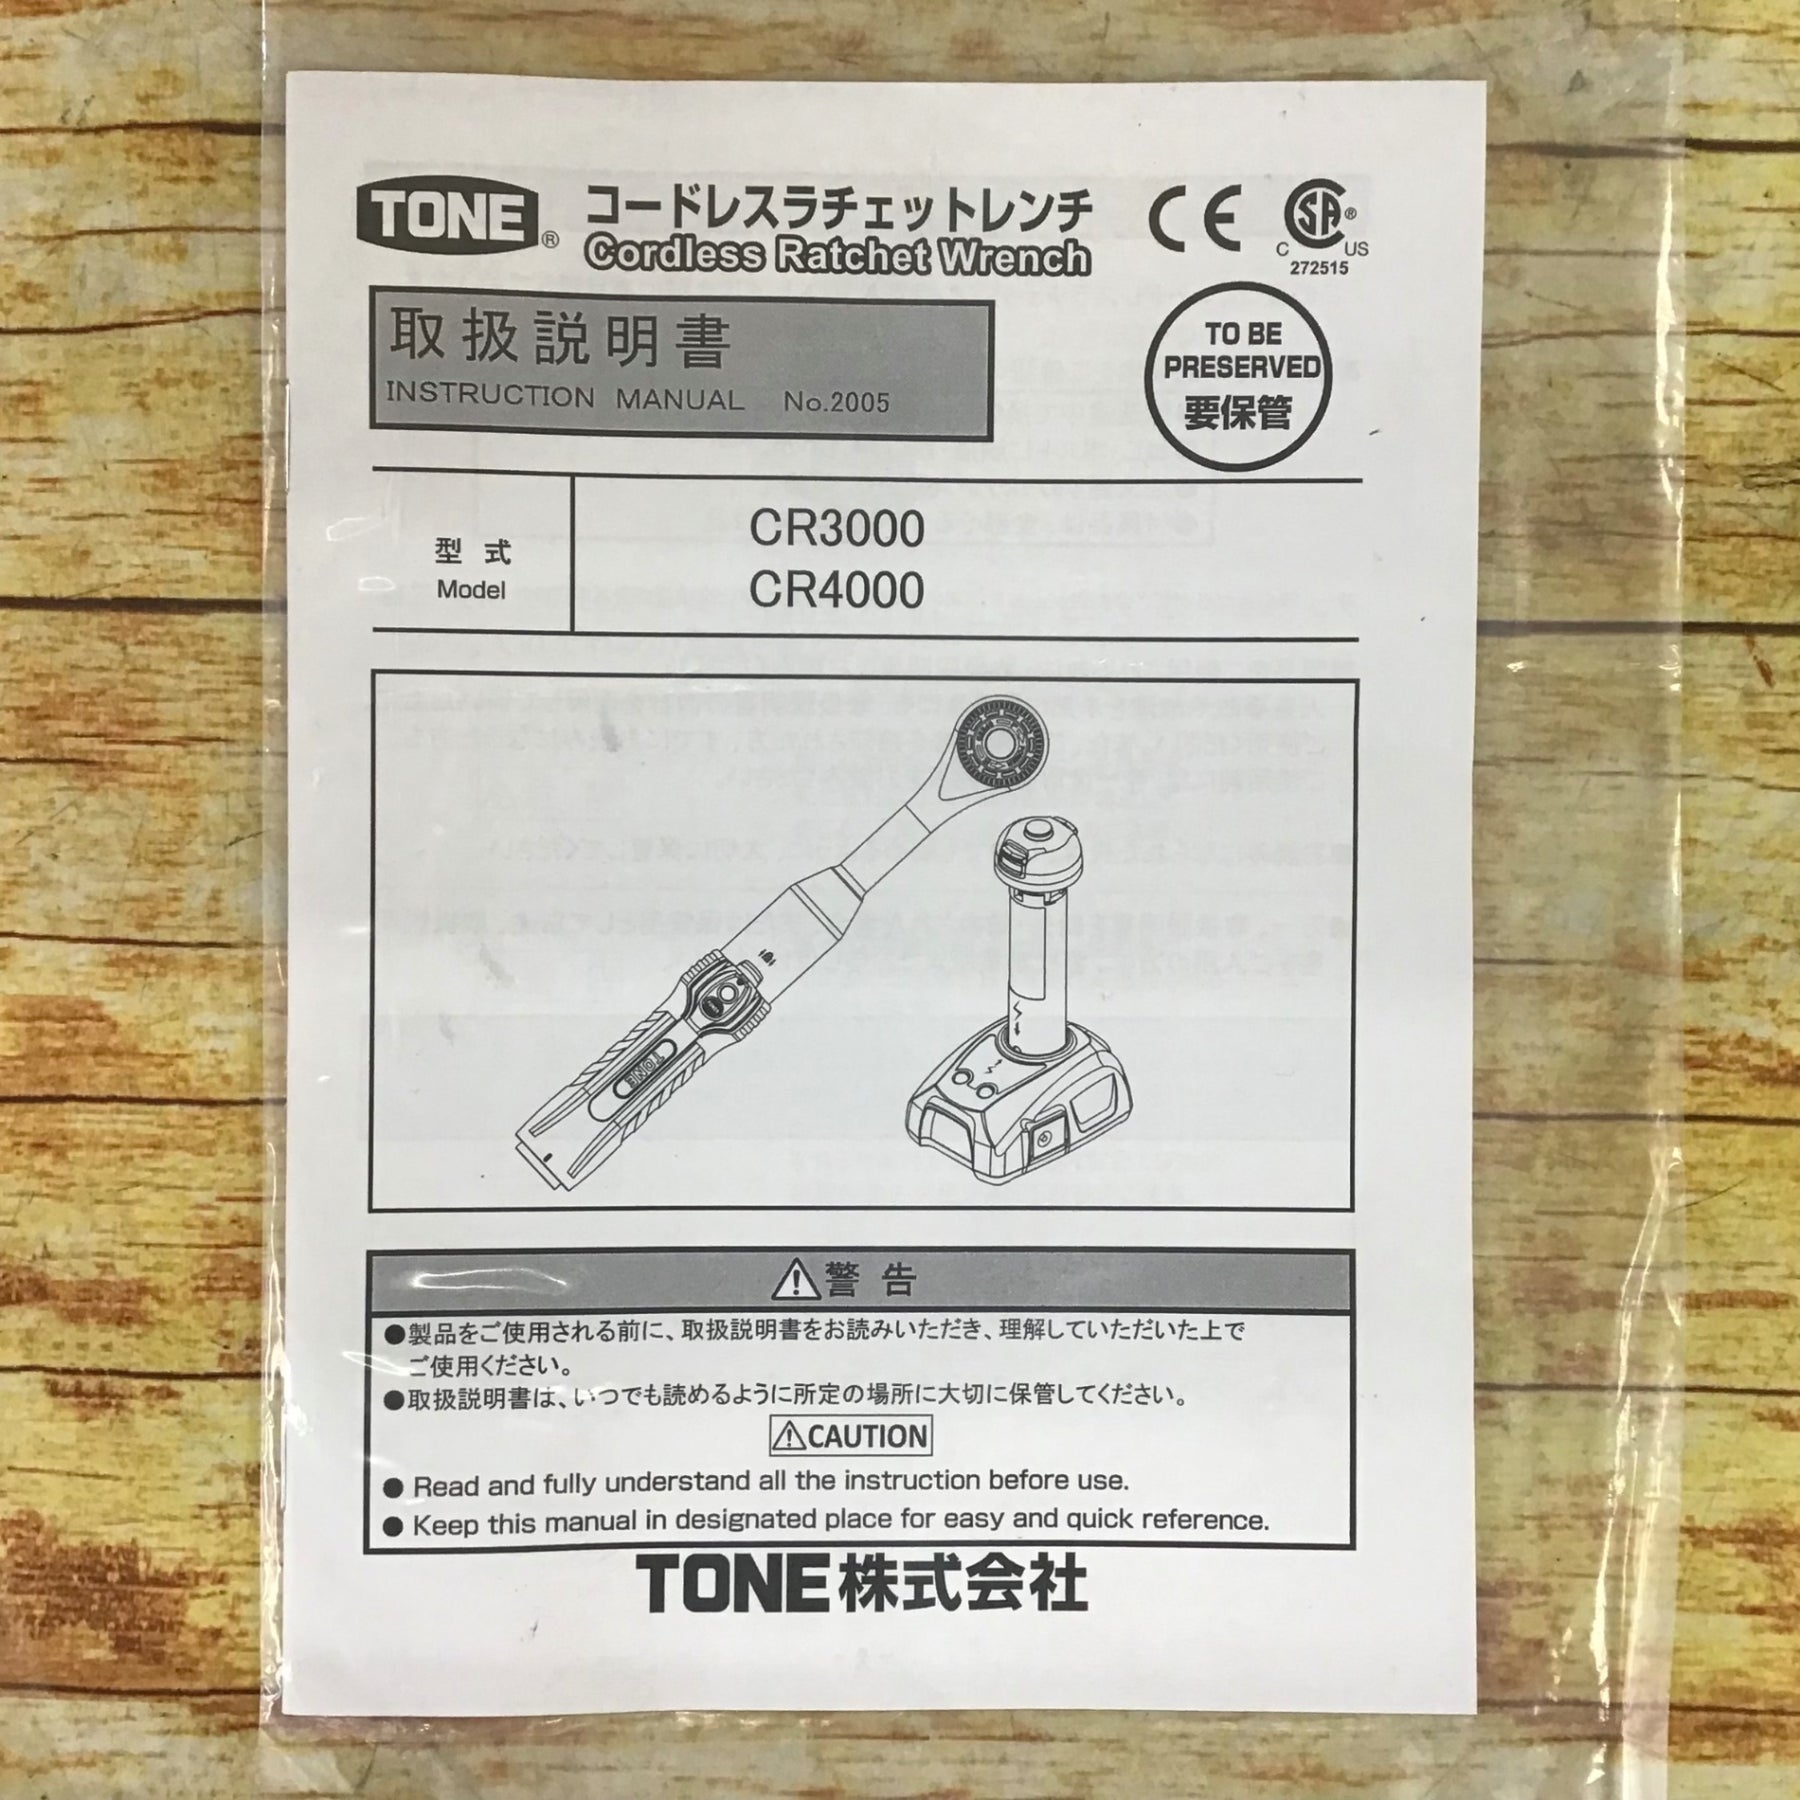 TONE®
コードレスラチェットレンチ
Cordless Ratchet Wrench
CE
SA®
C US
272515
取扱説明書
INSTRUCTION MANUAL No.2005
TO BE
PRESERVED
要保管
型式
Model
CR3000
CR4000
TONE
警告
●製品をご使用される前に、取扱説明書をお読みいただき、理解していただいた上で
ご使用ください。
●取扱説明書は、いつでも読めるように所定の場所に大切に保管してください。
CAUTION
● Read and fully understand all the instruction before use.
● Keep this manual in designated place for easy and quick reference.
TONE株式会社